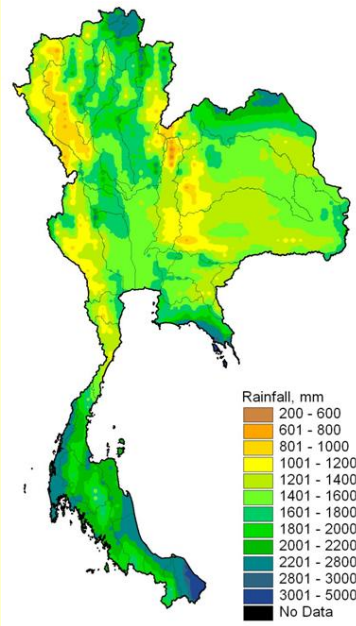 Rainfall, mm
200 - 600
601 - 800
801 - 1000
1001 - 1200
1201 - 1400
1401 - 1600
1601 - 1800
1801 - 2000
2001 - 2200
2201 - 2800
2801 - 3000
3001 - 5000
No Data